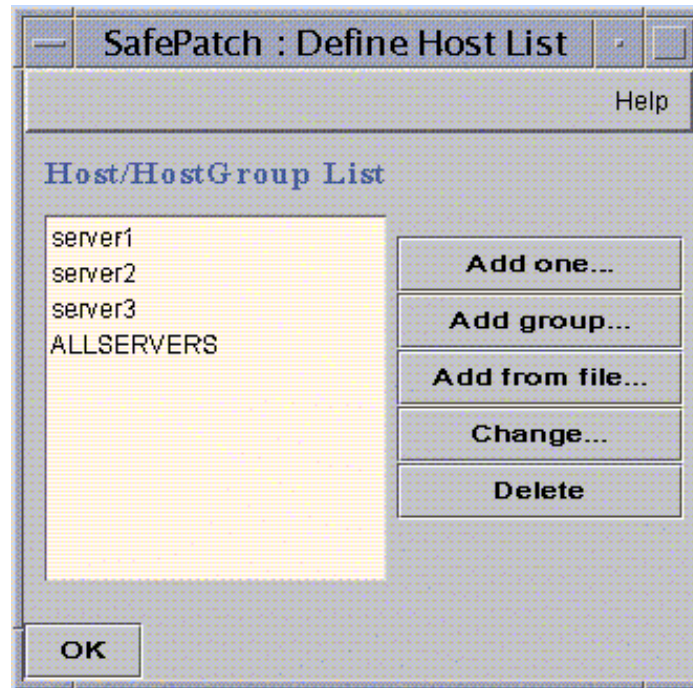 SafePatch : Define Host List
Help
Host/HostGroup List
server1
server2
server3
ALLSERVERS
Add one...
Add group...
Add from file...
Change...
Delete
OK